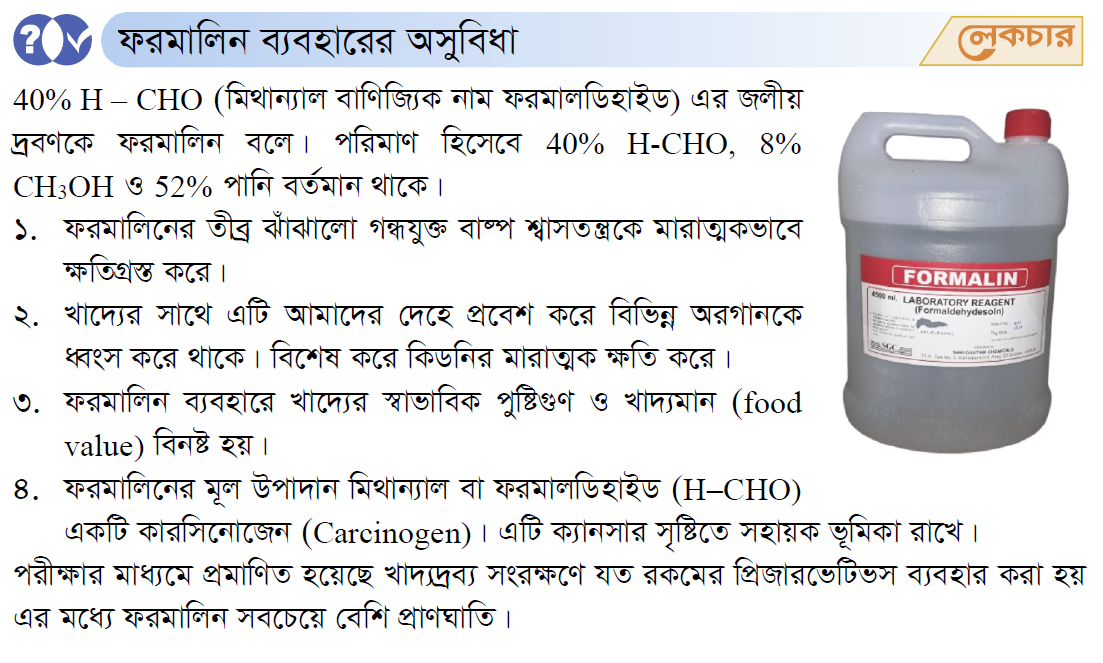 ফরমালিন ব্যবহারের অসুবিধা
লেকচার
40% H – CHO (মিথান্যাল বাণিজ্যিক নাম ফরমালডিহাইড) এর জলীয়
দ্রবণকে ফরমালিন বলে। পরিমাণ হিসেবে 40% H-CHO, 8%
CH₃OH ও 52% পানি বর্তমান থাকে।
১. ফরমালিনের তীব্র ঝাঁঝালো গন্ধযুক্ত বাষ্প শ্বাসতন্ত্রকে মারাত্মকভাবে
ক্ষতিগ্রস্ত করে।
২. খাদ্যের সাথে এটি আমাদের দেহে প্রবেশ করে বিভিন্ন অরগানকে
ধ্বংস করে থাকে। বিশেষ করে কিডনির মারাত্মক ক্ষতি করে।
৩. ফরমালিন ব্যবহারে খাদ্যের স্বাভাবিক পুষ্টিগুণ ও খাদ্যমান (food
value) বিনষ্ট হয়।
৪. ফরমালিনের মূল উপাদান মিথান্যাল বা ফরমালডিহাইড (H–CHO)
একটি কারসিনোজেন (Carcinogen)। এটি ক্যানসার সৃষ্টিতে সহায়ক ভূমিকা রাখে।
পরীক্ষার মাধ্যমে প্রমাণিত হয়েছে খাদ্যদ্রব্য সংরক্ষণে যত রকমের প্রিজারভেটিভস ব্যবহার করা হয়
এর মধ্যে ফরমালিন সবচেয়ে বেশি প্রাণঘাতি।
FORMALIN
4500 ml. LABORATORY REAGENT
(Formaldehydesoln)
SGC